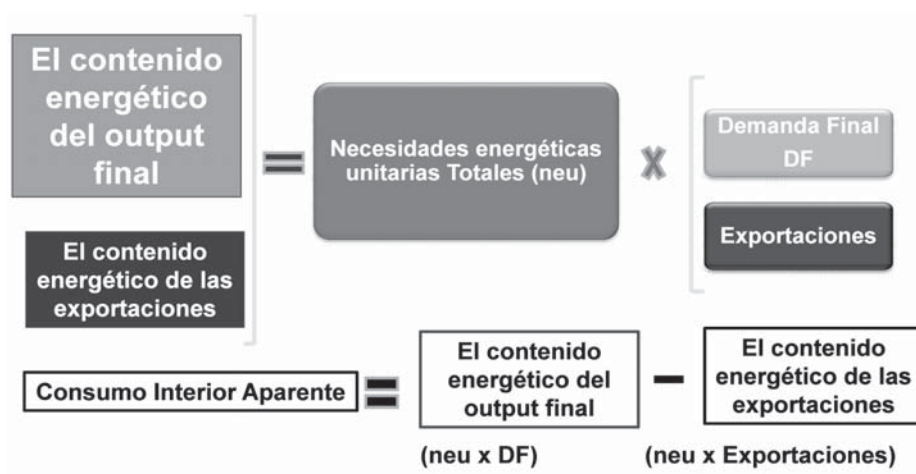 El contenido
energético
del output
final
El contenido
energético de las
exportaciones
=
Necesidades energéticas
unitarias Totales (neu)
x
Demanda Final
DF
Exportaciones
Consumo Interior Aparente
=
El contenido
energético del
output final
−
El contenido
energético de las
exportaciones
(neu x DF)
(neu x Exportaciones)